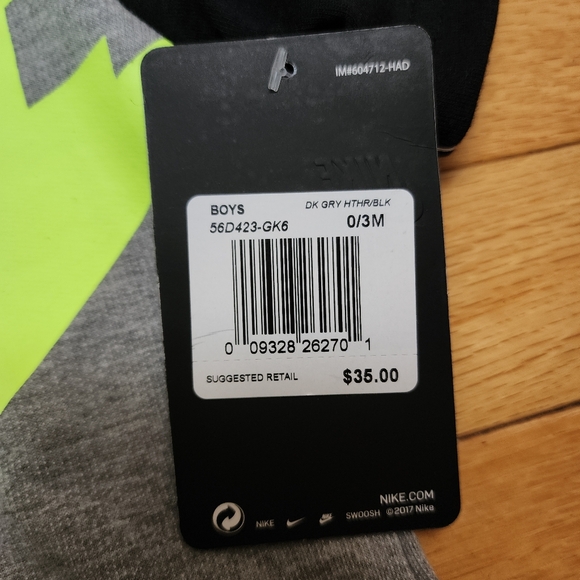 IM#604712-HAD
BOYS DK GRY HTHR/BLK
56D423-GK6 0/3M
0 09328 26270 1
SUGGESTED RETAIL $35.00
NIKE.COM
NIKE SWOOSH ©2017 Nike